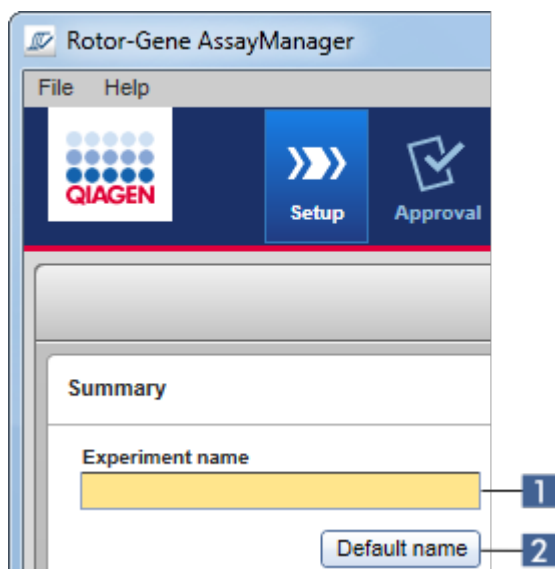 Rotor-Gene AssayManager
File Help
QIAGEN
Setup
Approval
Summary
Experiment name
1
Default name
2